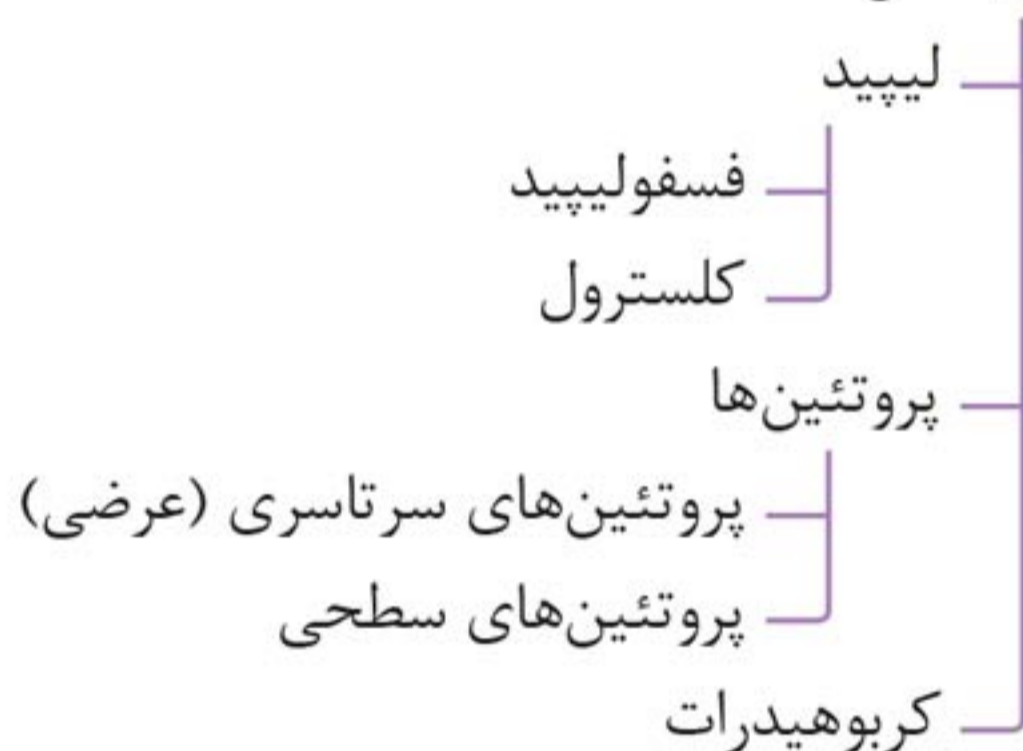 لیپید
فسفولیپید
کلسترول
پروتئین‌ها
پروتئین‌های سرتاسری (عرضی)
پروتئین‌های سطحی
کربوهیدرات